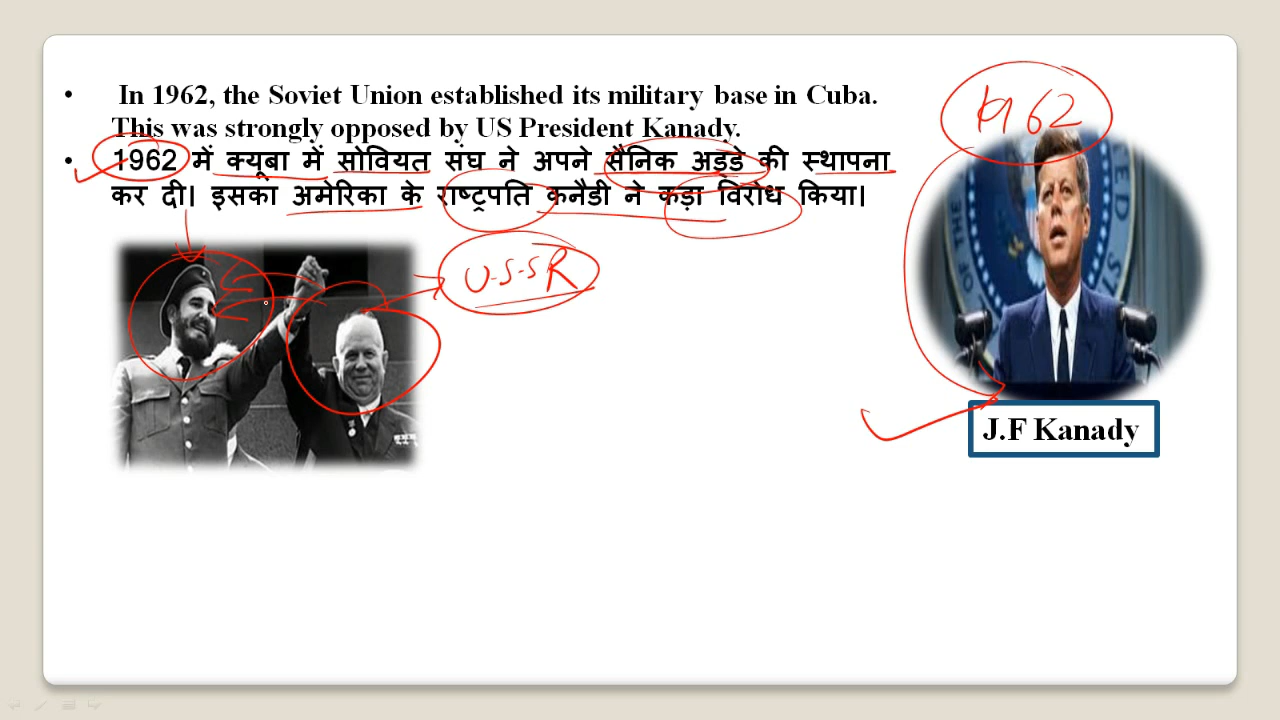 In 1962, the Soviet Union established its military base in Cuba.
This was strongly opposed by US President Kanady.
1962 में क्यूबा में सोवियत संघ ने अपने सैनिक अड्डे की स्थापना
कर दी। इसका अमेरिका के राष्ट्रपति कनैडी ने कड़ा विरोध किया।
1962
U.S.S.R
J.F Kanady